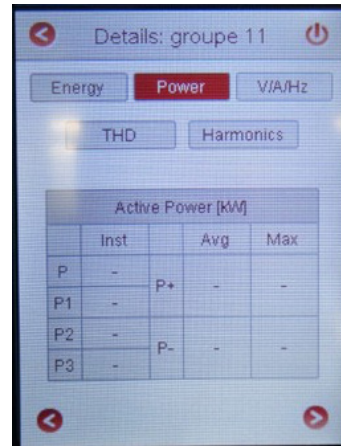 Details: groupe 11
Energy Power V/A/Hz
THD Harmonics
Active Power [kW]
Inst Avg Max
P -
P+ - -
P1 -
P2 -
P- - -
P3 -